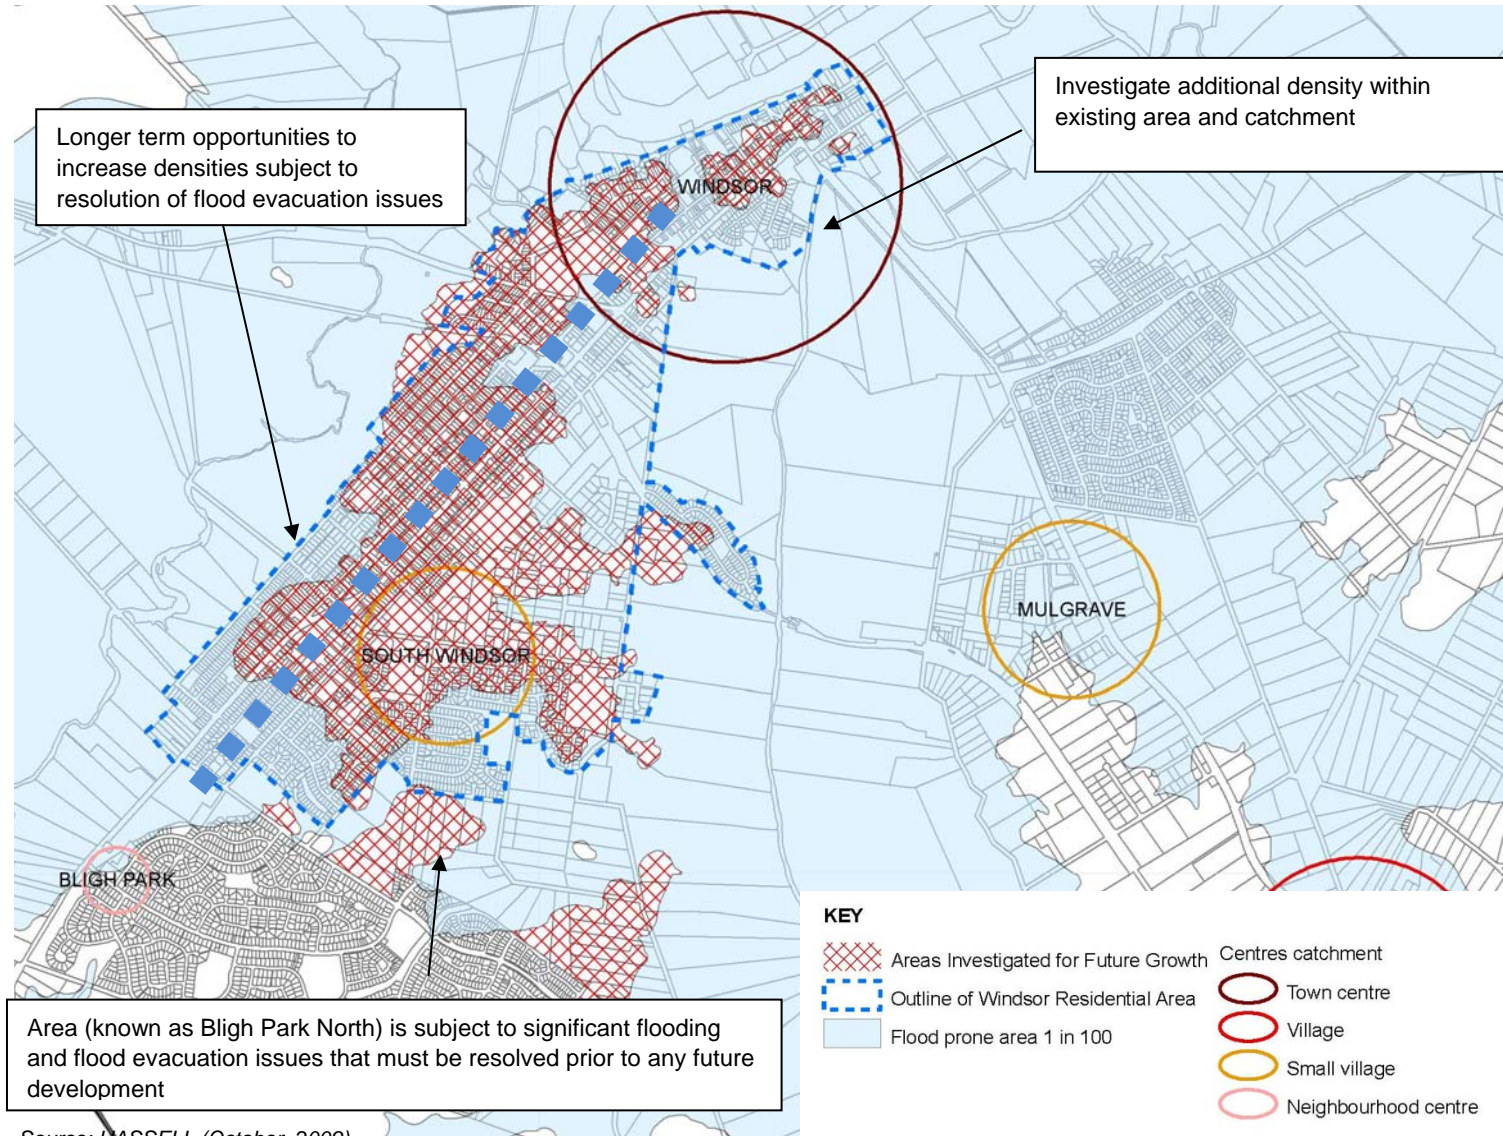 Longer term opportunities to
increase densities subject to
resolution of flood evacuation issues
Investigate additional density within
existing area and catchment
WINDSOR
MULGRAVE
SOUTH WINDSOR
BLIGH PARK
Area (known as Bligh Park North) is subject to significant flooding
and flood evacuation issues that must be resolved prior to any future
development
KEY
Areas Investigated for Future Growth
Outline of Windsor Residential Area
Flood prone area 1 in 100
Centres catchment
Town centre
Village
Small village
Neighbourhood centre
Source: HASSELL (October, 2009)